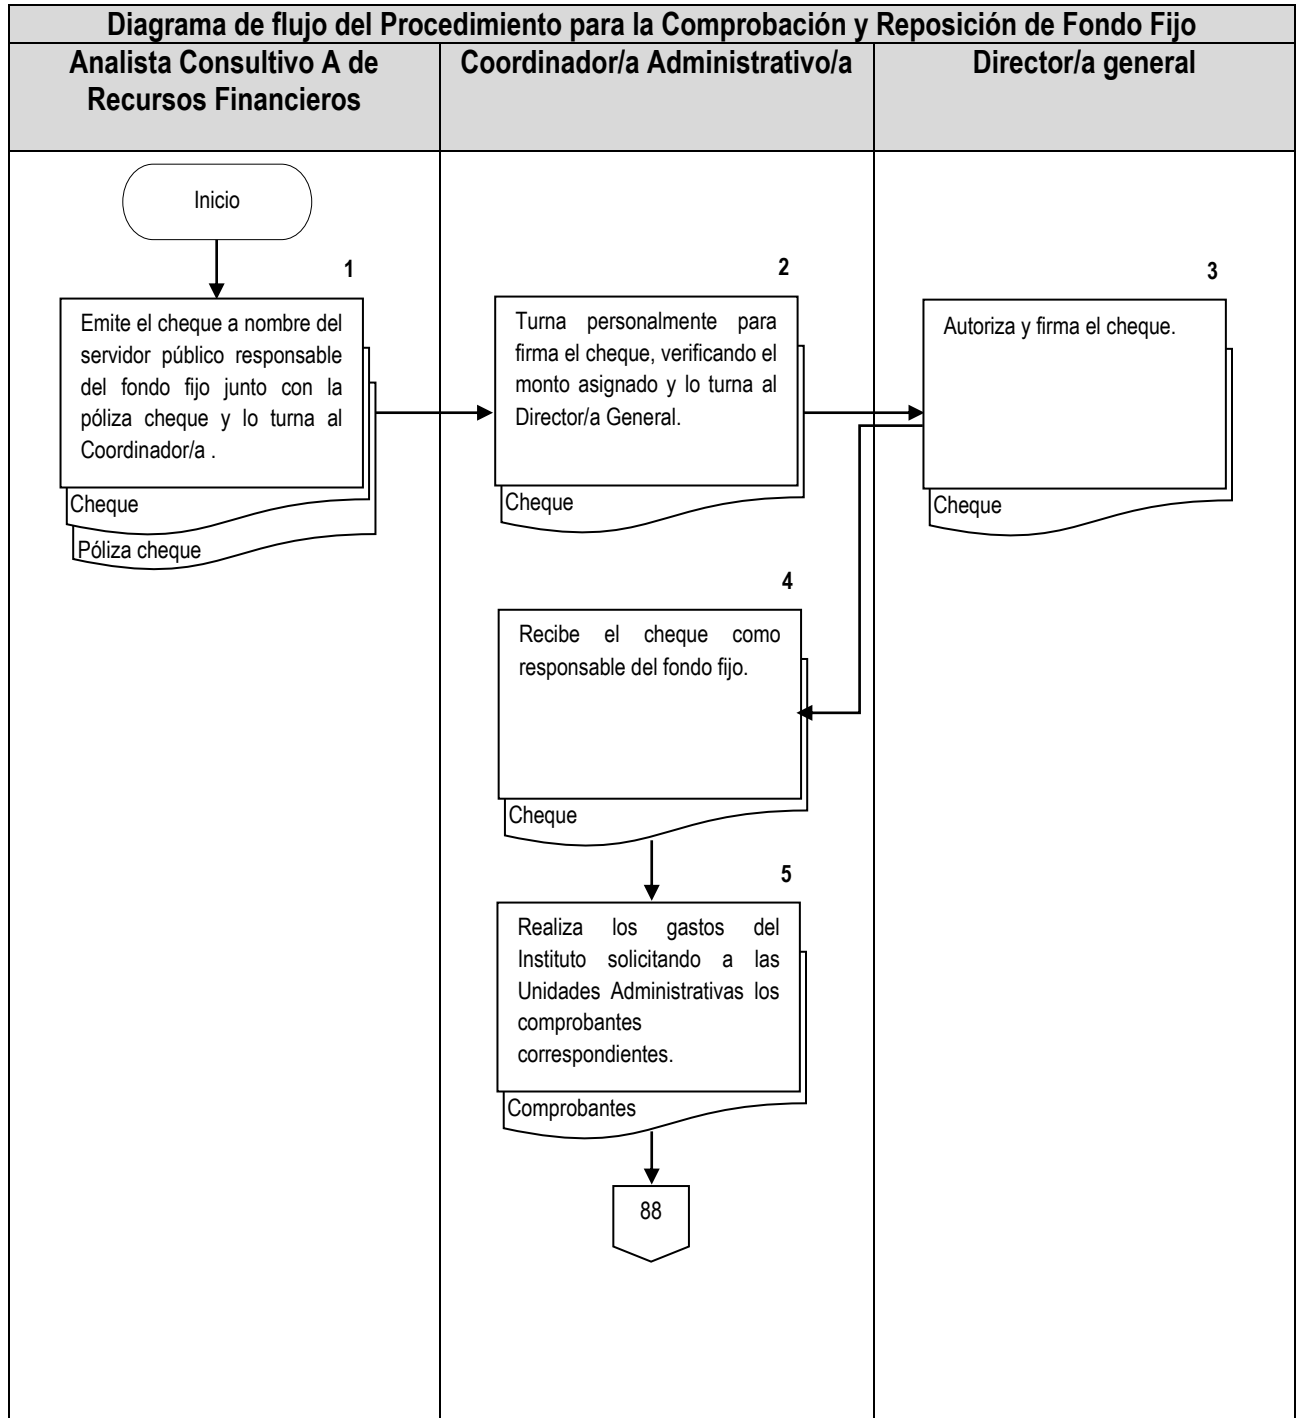 Diagrama de flujo del Procedimiento para la Comprobación y Reposición de Fondo Fijo
Analista Consultivo A de
Recursos Financieros
Coordinador/a Administrativo/a
Director/a general
Inicio
1
Emite el cheque a nombre del
servidor público responsable
del fondo fijo junto con la
póliza cheque y lo turna al
Coordinador/a .
Cheque
Póliza cheque
2
Turna personalmente para
firma el cheque, verificando el
monto asignado y lo turna al
Director/a General.
Cheque
3
Autoriza y firma el cheque.
Cheque
4
Recibe el cheque como
responsable del fondo fijo.
Cheque
5
Realiza los gastos del
Instituto solicitando a las
Unidades Administrativas los
comprobantes
correspondientes.
Comprobantes
88